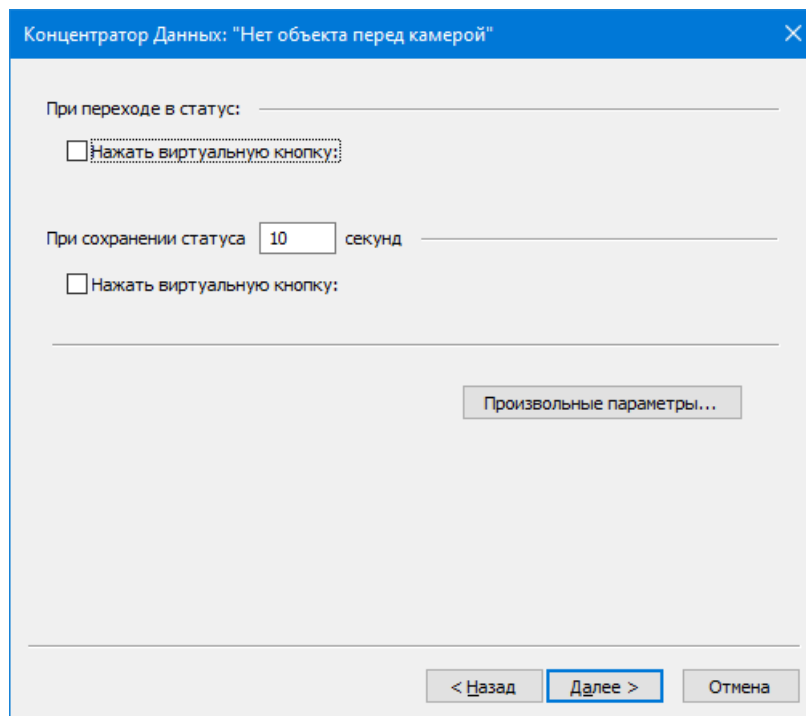 Концентратор Данных: "Нет объекта перед камерой"
При переходе в статус:
Нажать виртуальную кнопку:
При сохранении статуса 10 секунд
Нажать виртуальную кнопку:
Произвольные параметры...
< Назад Далее > Отмена